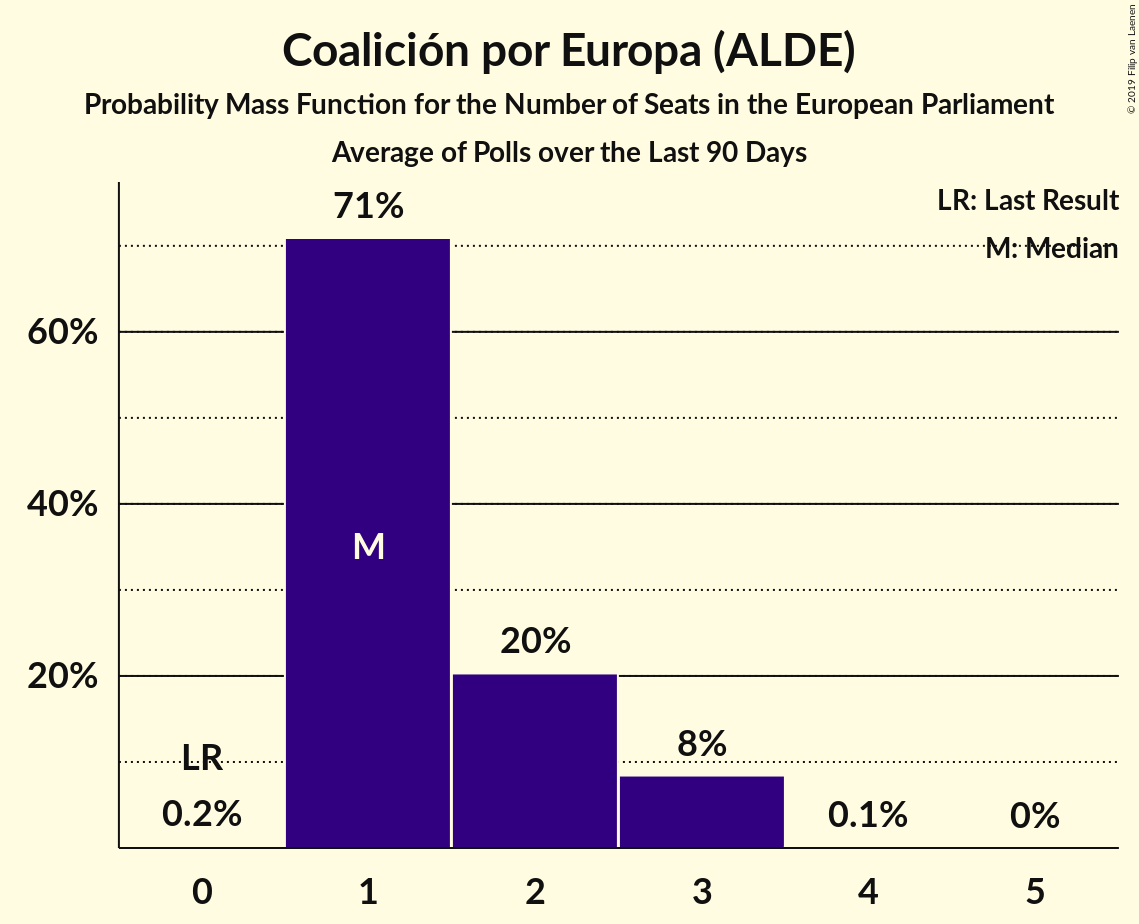 Coalición por Europa (ALDE)
Probability Mass Function for the Number of Seats in the European Parliament
Average of Polls over the Last 90 Days
© 2019 Filip van Laenen
LR: Last Result
M: Median
71%
60%
40%
M
20%
20%
8%
LR
0.2%
0.1%
0%
0 1 2 3 4 5